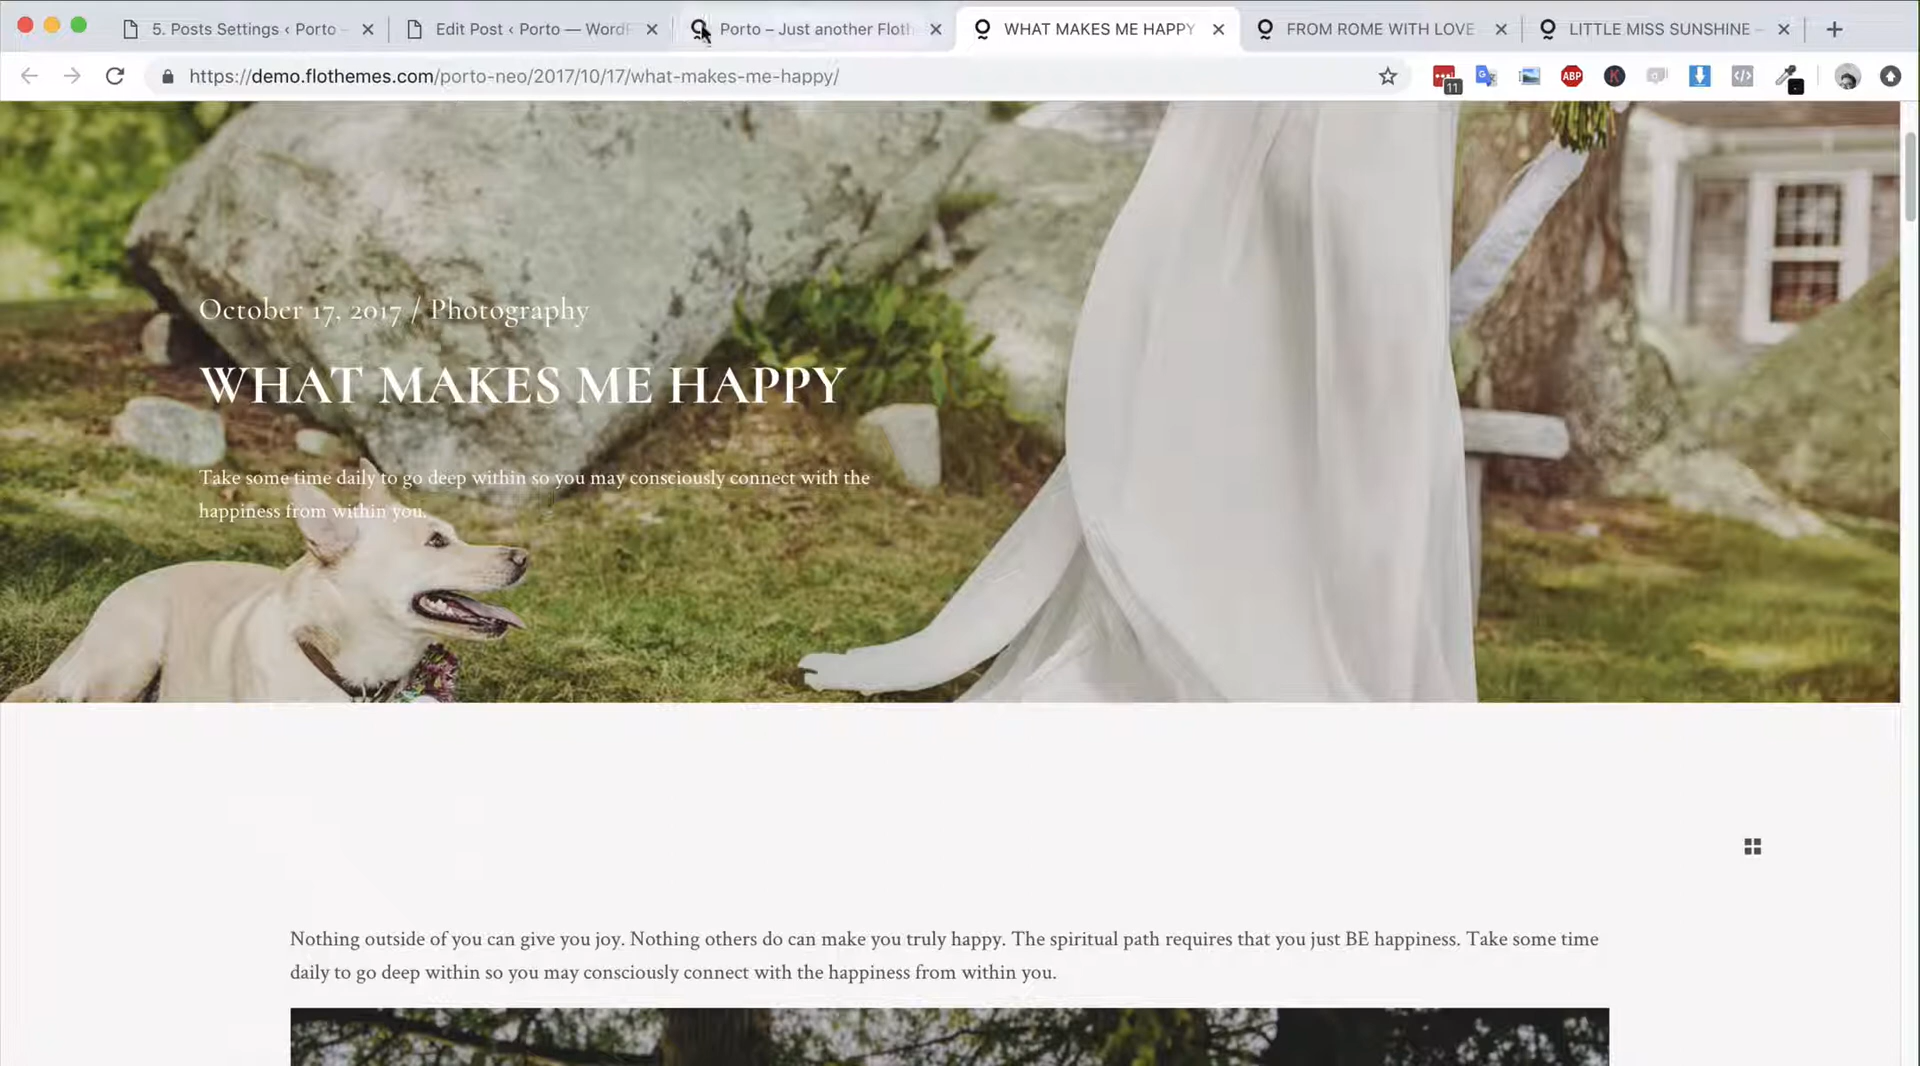 5. Posts Settings ‹ Porto
Edit Post ‹ Porto — Word
Porto – Just another Floth
WHAT MAKES ME HAPPY
FROM ROME WITH LOVE
LITTLE MISS SUNSHINE –
https://demo.flothemes.com/porto-neo/2017/10/17/what-makes-me-happy/
11
ABP
K
October 17, 2017 / Photography
WHAT MAKES ME HAPPY
Take some time daily to go deep within so you may consciously connect with the
happiness from within you.
Nothing outside of you can give you joy. Nothing others do can make you truly happy. The spiritual path requires that you just BE happiness. Take some time
daily to go deep within so you may consciously connect with the happiness from within you.